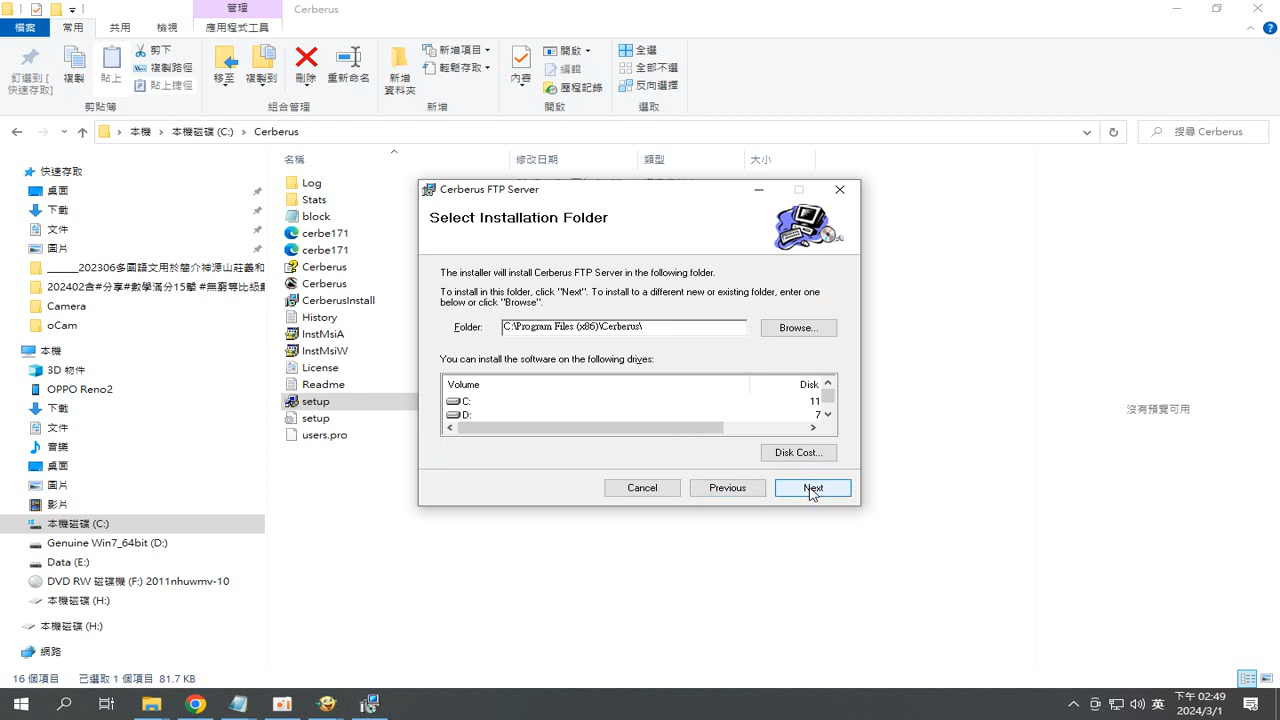 管理
Cerberus
檔案
常用
共用
檢視
應用程式工具
釘選到 [
快速存取]
複製
貼上
剪下
複製路徑
貼上捷徑
剪貼簿
移至
複製到
刪除
重新命名
組合管理
新增
資料夾
新增項目
輕鬆存取
新增
內容
開啟
編輯
歷程記錄
開啟
全選
全部不選
反向選擇
選取
本機 > 本機磁碟 (C:) > Cerberus
搜尋 Cerberus
快速存取
桌面
下載
文件
圖片
______202306多國語文用於簡介神源山莊義和
202402含#分享#數學滿分15騳 #無窮等比級數
Camera
oCam
本機
3D 物件
OPPO Reno2
下載
文件
音樂
桌面
圖片
影片
本機磁碟 (C:)
Genuine Win7_64bit (D:)
Data (E:)
DVD RW 磁碟機 (F:) 2011nhuwmv-10
本機磁碟 (H:)
本機磁碟 (H:)
網路
名稱
修改日期
類型
大小
Log
Stats
block
cerbe171
cerbe171
Cerberus
Cerberus
CerberusInstall
History
InstMsiA
InstMsiW
License
Readme
setup
setup
users.pro
Cerberus FTP Server
Select Installation Folder
The installer will install Cerberus FTP Server in the following folder.
To install in this folder, click "Next". To install to a different new or existing folder, enter one
below or click "Browse".
Folder:
C:\Program Files (x86)\Cerberus\
Browse...
You can install the software on the following drives:
Volume
Disk
C:
11
D:
7
Disk Cost...
Cancel
Previous
Next
沒有預覽可用
16 個項目
已選取 1 個項目 81.7 KB
英
下午 02:49
2024/3/1